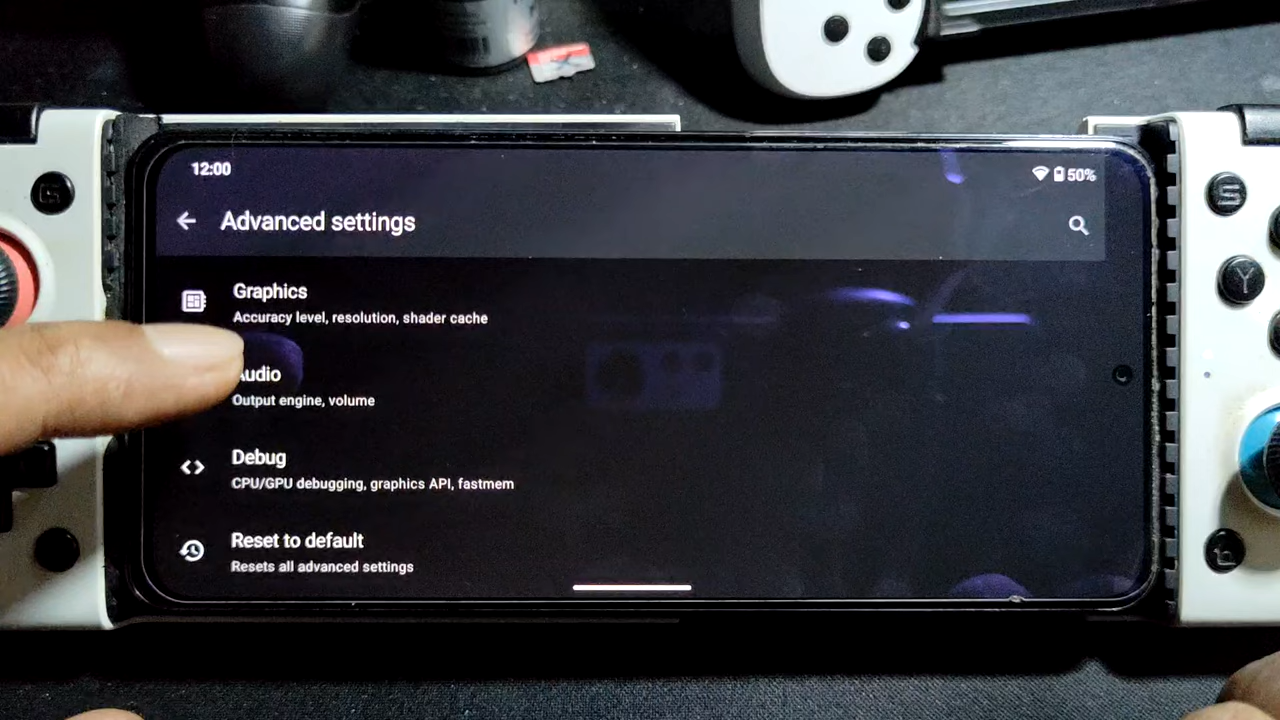 12:00
50%
Advanced settings
Graphics
Accuracy level, resolution, shader cache
Audio
Output engine, volume
Debug
CPU/GPU debugging, graphics API, fastmem
Reset to default
Resets all advanced settings
S
Y